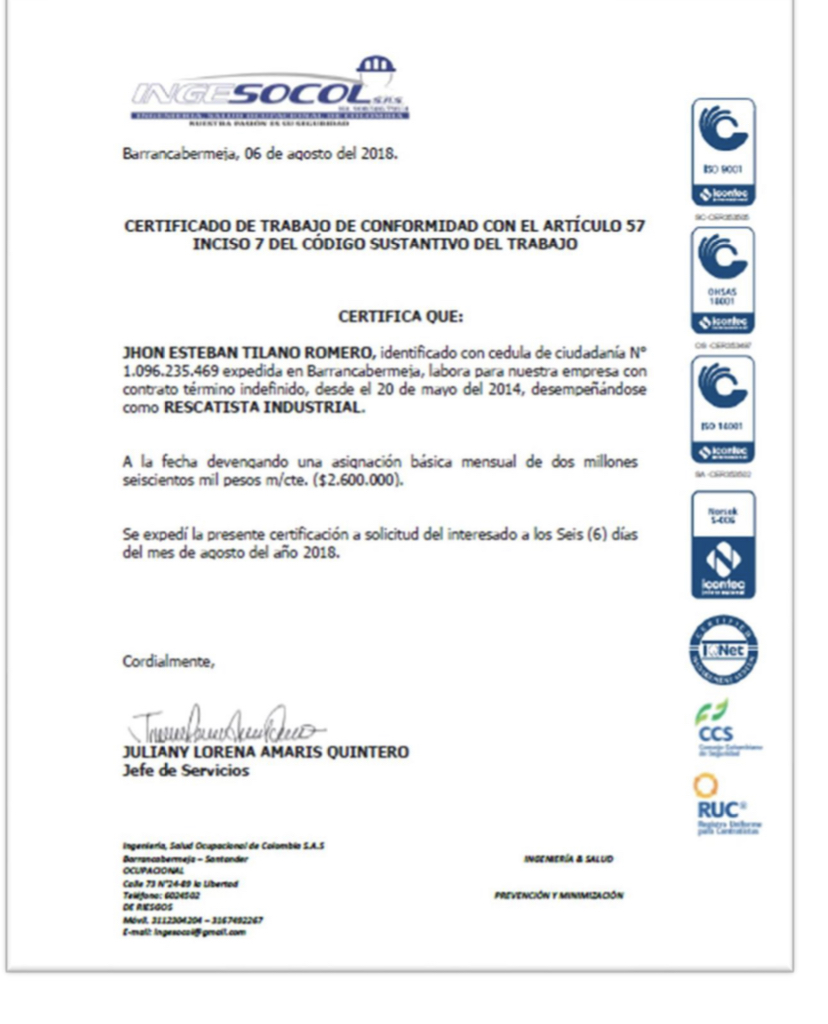 INGESOCOL S.A.S
INGENIERIA, SALUD OCUPACIONAL DE COLOMBIA
NUESTRA PASIÓN ES SU SEGURIDAD
Barrancabermeja, 06 de agosto del 2018.
CERTIFICADO DE TRABAJO DE CONFORMIDAD CON EL ARTÍCULO 57
INCISO 7 DEL CÓDIGO SUSTANTIVO DEL TRABAJO
CERTIFICA QUE:
JHON ESTEBAN TILANO ROMERO, identificado con cedula de ciudadanía N°
1.096.235.469 expedida en Barrancabermeja, labora para nuestra empresa con
contrato término indefinido, desde el 20 de mayo del 2014, desempeñándose
como RESCATISTA INDUSTRIAL.
A la fecha devengando una asignación básica mensual de dos millones
seiscientos mil pesos m/cte. ($2.600.000).
Se expedí la presente certificación a solicitud del interesado a los Seis (6) días
del mes de agosto del año 2018.
Cordialmente,
JULIANY LORENA AMARIS QUINTERO
Jefe de Servicios
Ingeniería, Salud Ocupacional de Colombia S.A.S
Barrancabermeja – Santander
OCUPACIONAL
Calle 73 N°24-89 la Libertad
Teléfono: 6024502
DE RIESGOS
Móvil. 3112304204 – 3167492267
E-mail: Ingesocol@gmail.com
INGENIERÍA & SALUD
PREVENCIÓN Y MINIMIZACIÓN
ISO 9001
icontec
OHSAS
18001
icontec
ISO 14001
icontec
Norsok
S-006
icontec
IQNet
CCS
Consejo Colombiano
de Seguridad
RUC®
Registro Uniforme
para Contratistas